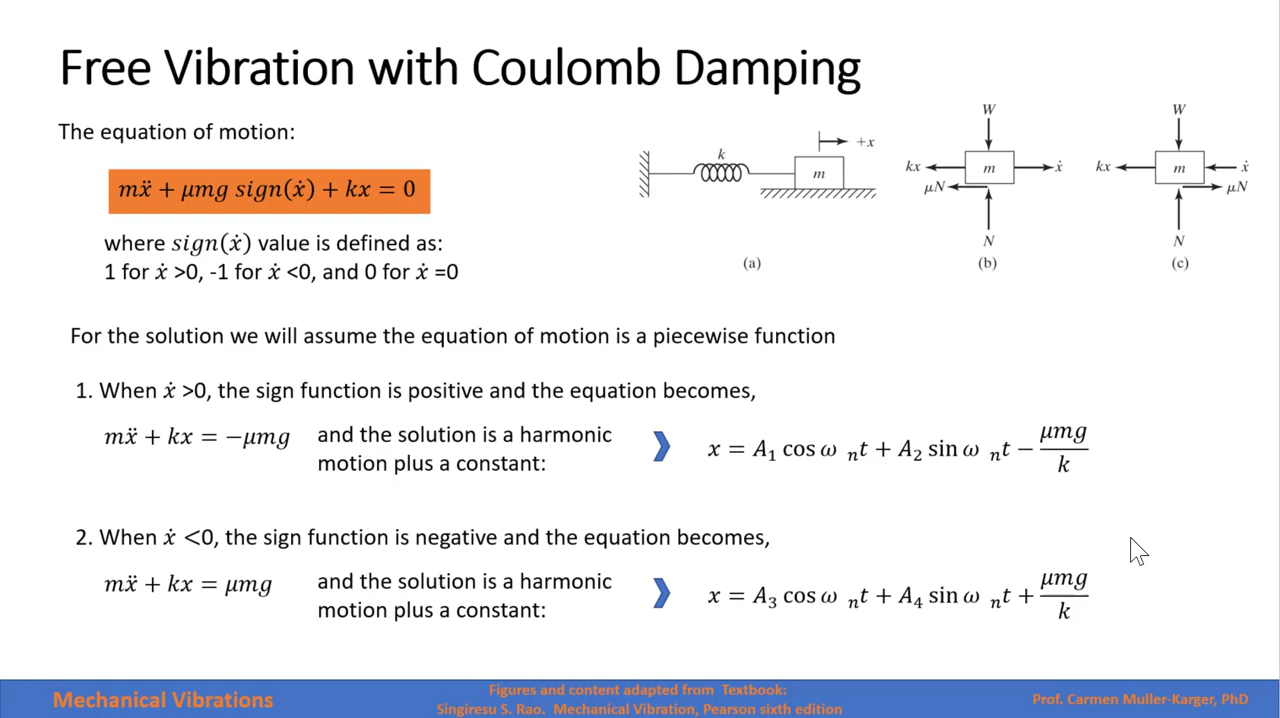 Free Vibration with Coulomb Damping
The equation of motion:
mẍ + μmg sign(ẋ) + kx = 0
where sign(ẋ) value is defined as:
1 for ẋ >0, -1 for ẋ <0, and 0 for ẋ =0
k
+x
m
(a)
W
kx
m
ẋ
μN
N
(b)
W
kx
m
ẋ
μN
N
(c)
For the solution we will assume the equation of motion is a piecewise function
1. When ẋ >0, the sign function is positive and the equation becomes,
mẍ + kx = −μmg
and the solution is a harmonic
motion plus a constant:
x = A₁ cos ω ₙt + A₂ sin ω ₙt − μmg/k
2. When ẋ <0, the sign function is negative and the equation becomes,
mẍ + kx = μmg
and the solution is a harmonic
motion plus a constant:
x = A₃ cos ω ₙt + A₄ sin ω ₙt + μmg/k
Mechanical Vibrations
Figures and content adapted from Textbook:
Singiresu S. Rao. Mechanical Vibration, Pearson sixth edition
Prof. Carmen Muller-Karger, PhD